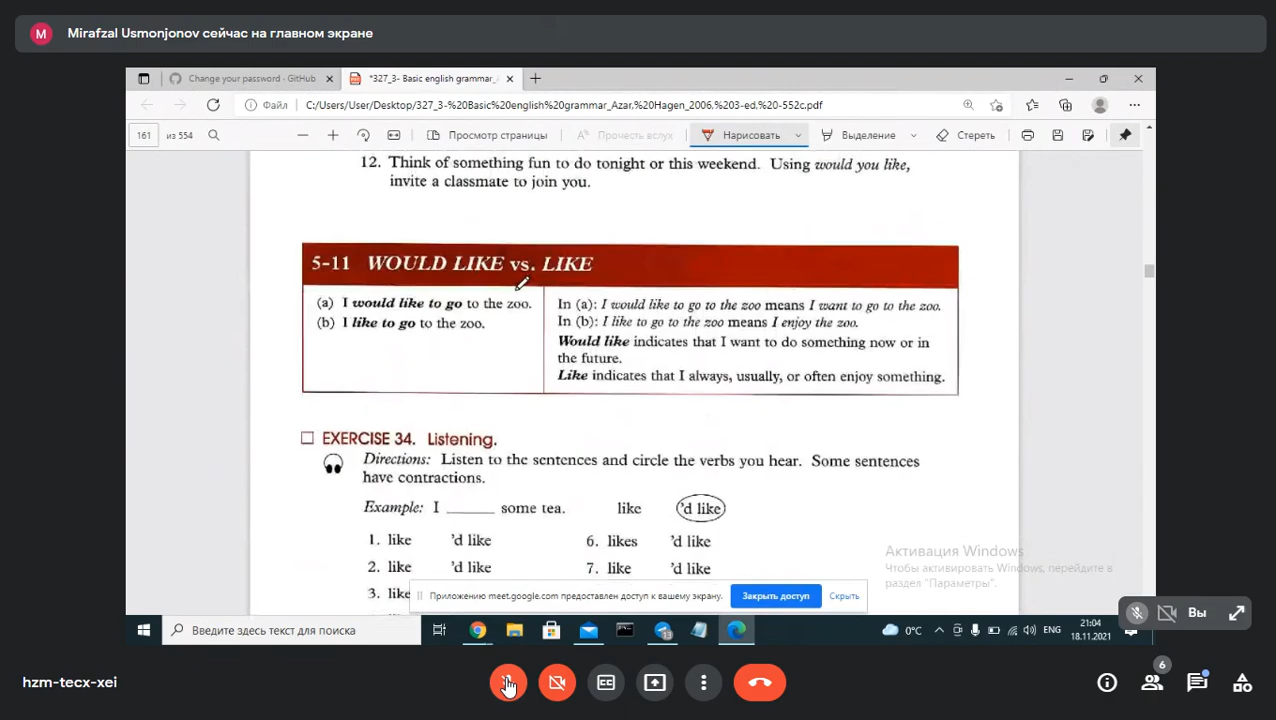 M Mirafzal Usmonjonov сейчас на главном экране
Change your password · GitHub
*327_3- Basic english grammar_
Файл C:/Users/User/Desktop/327_3-%20Basic%20english%20grammar_Azar,%20Hagen_2006.%203-ed,%20-552c.pdf
161 из 554 Просмотр страницы Прочесть вслух Нарисовать Выделение Стереть
12. Think of something fun to do tonight or this weekend. Using would you like,
invite a classmate to join you.
5-11 WOULD LIKE vs. LIKE
(a) I would like to go to the zoo.
(b) I like to go to the zoo.
In (a): I would like to go to the zoo means I want to go to the zoo.
In (b): I like to go to the zoo means I enjoy the zoo.
Would like indicates that I want to do something now or in
the future.
Like indicates that I always, usually, or often enjoy something.
EXERCISE 34. Listening.
Directions: Listen to the sentences and circle the verbs you hear. Some sentences
have contractions.
Example: I ______ some tea. like 'd like
1. like 'd like 6. likes 'd like
2. like 'd like 7. like 'd like
3. like
Активация Windows
Чтобы активировать Windows, перейдите в
раздел "Параметры".
Приложению meet.google.com предоставлен доступ к вашему экрану. Закрыть доступ Скрыть
Вы
Введите здесь текст для поиска
13
0°C ENG 21:04
18.11.2021
hzm-tecx-xei
CC
6